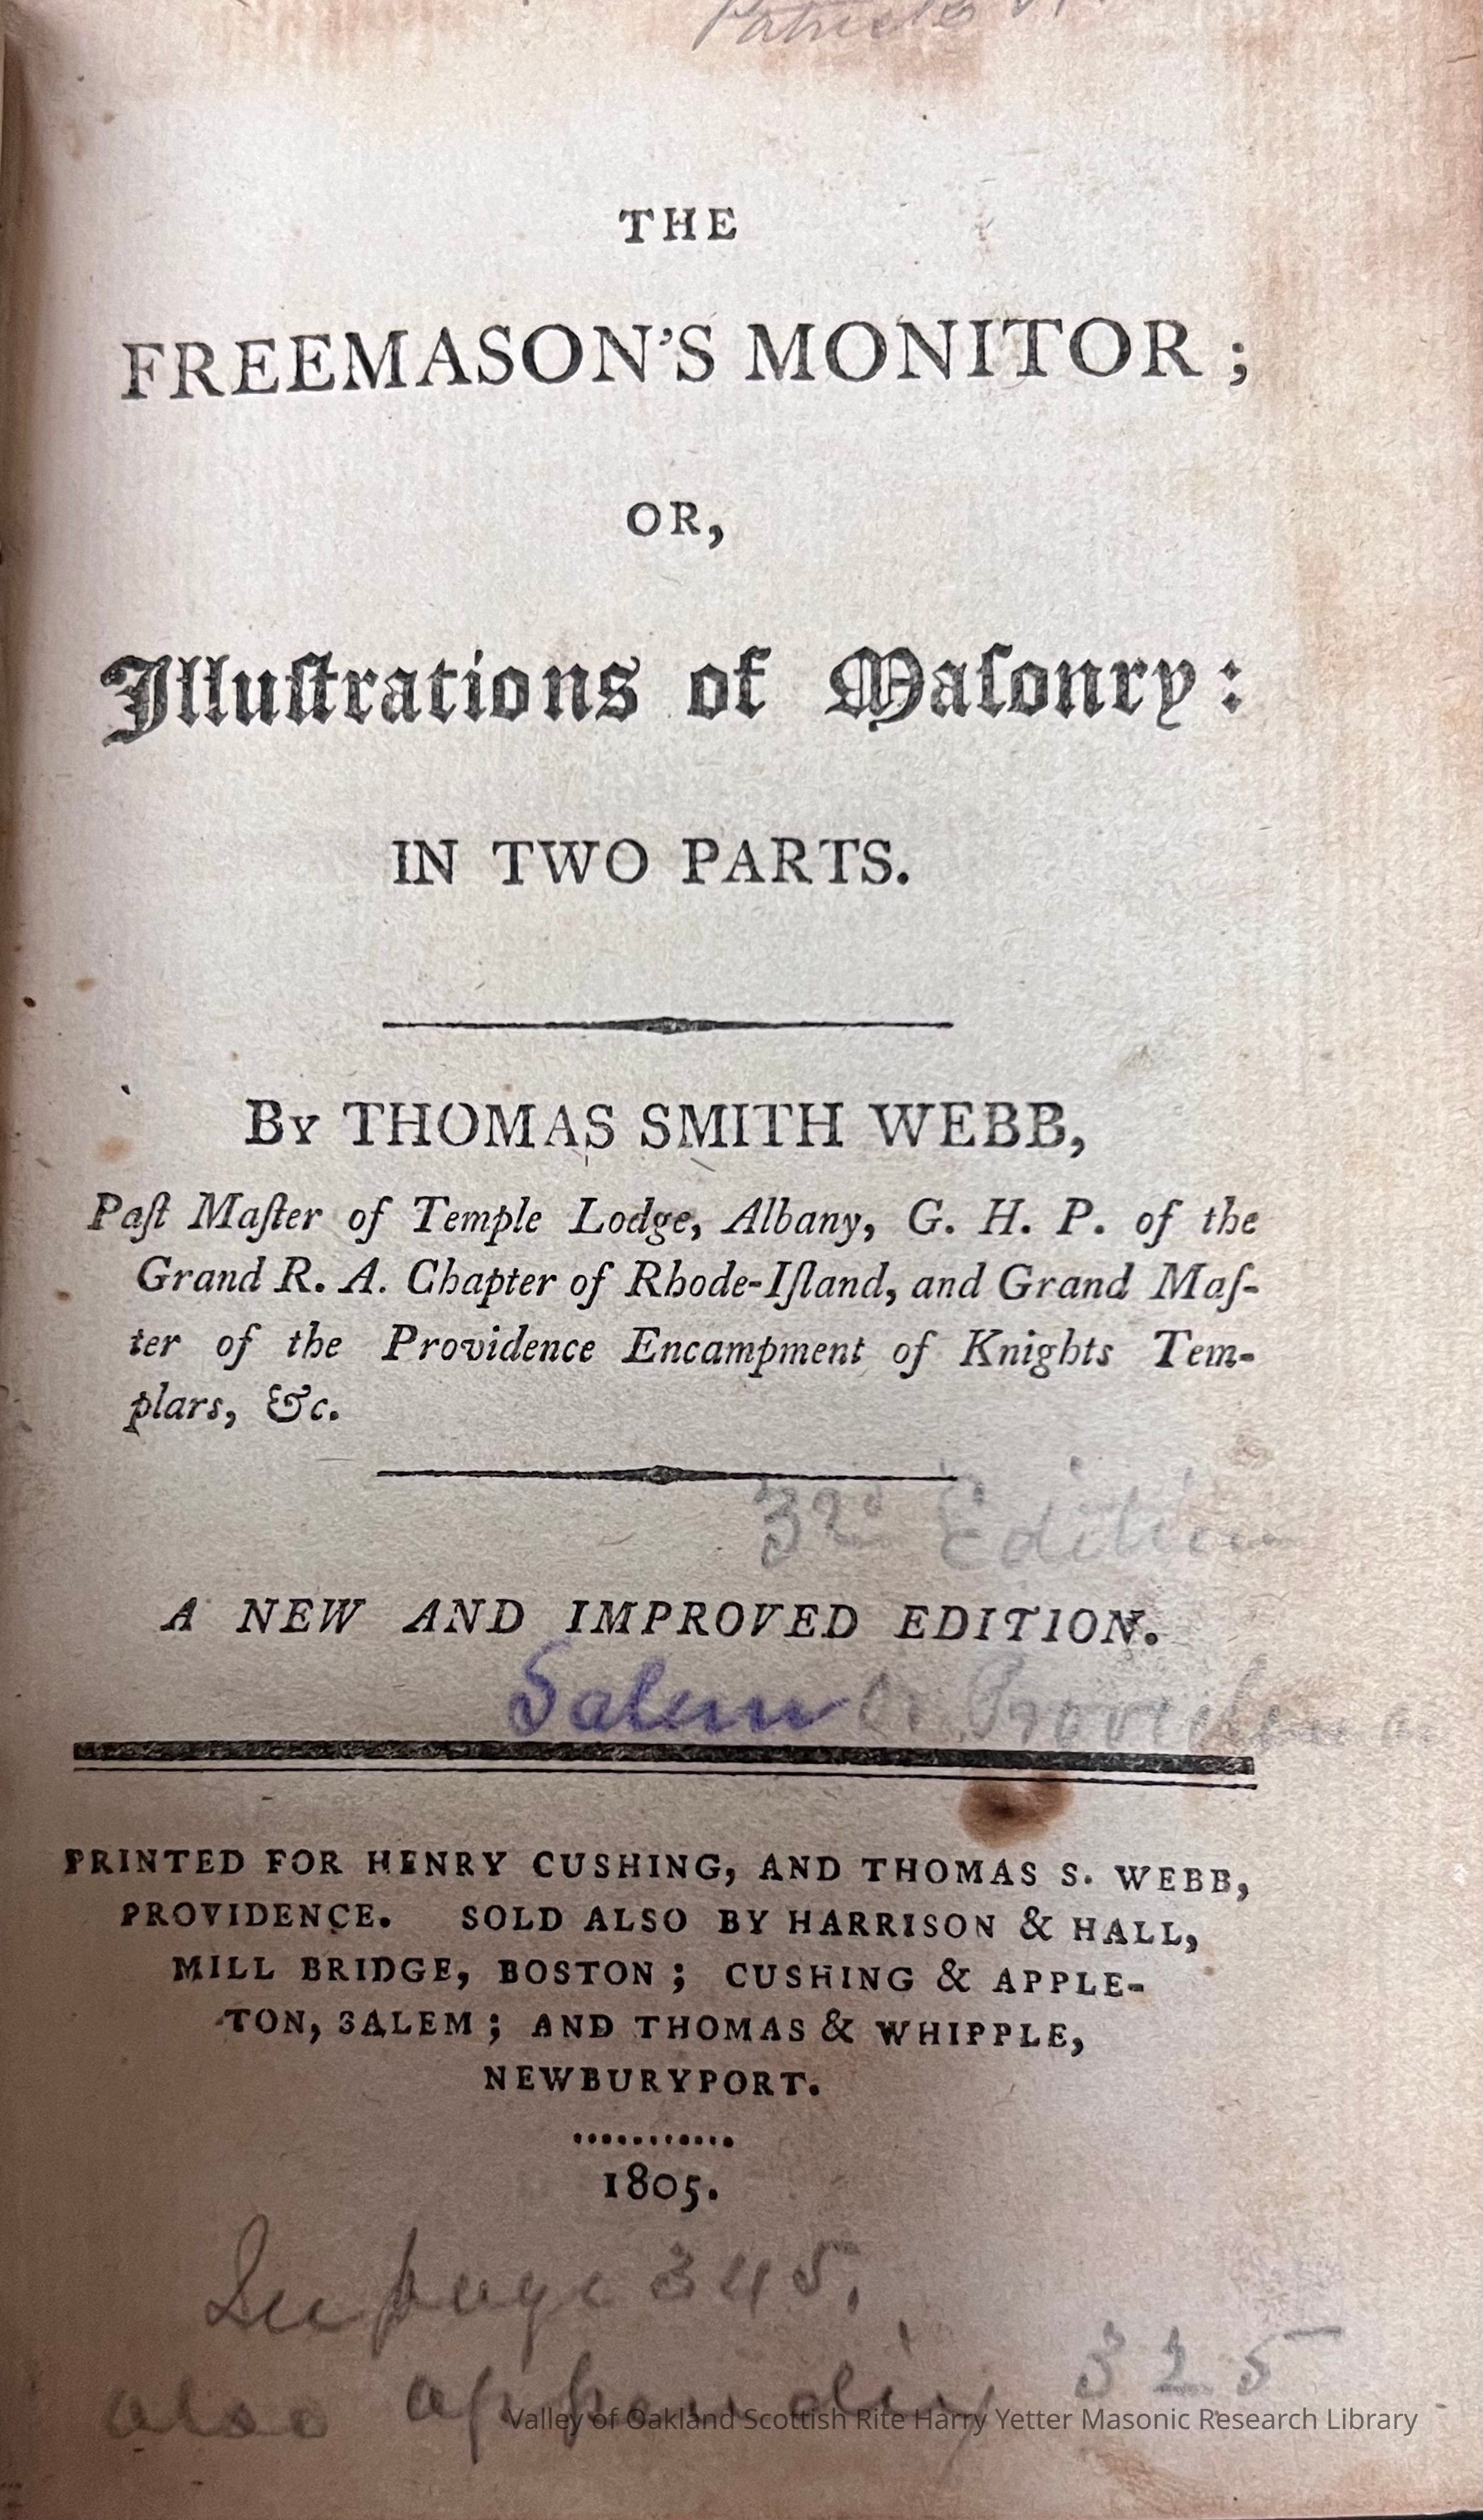 THE
FREEMASON'S MONITOR ;
OR,
Illuſtrations of Maſonry :
IN TWO PARTS.
By THOMAS SMITH WEBB,
Paſt Maſter of Temple Lodge, Albany, G. H. P. of the
Grand R. A. Chapter of Rhode-Iſland, and Grand Maſ-
ter of the Providence Encampment of Knights Tem-
plars, &c.
Edition
A NEW AND IMPROVED EDITION.
Salem or Providence
PRINTED FOR HENRY CUSHING, AND THOMAS S. WEBB,
PROVIDENCE. SOLD ALSO BY HARRISON & HALL,
MILL BRIDGE, BOSTON ; CUSHING & APPLE-
TON, SALEM ; AND THOMAS & WHIPPLE,
NEWBURYPORT.
...........
1805.
See page 345.
also appendix 325
Valley of Oakland Scottish Rite Harry Yetter Masonic Research Library